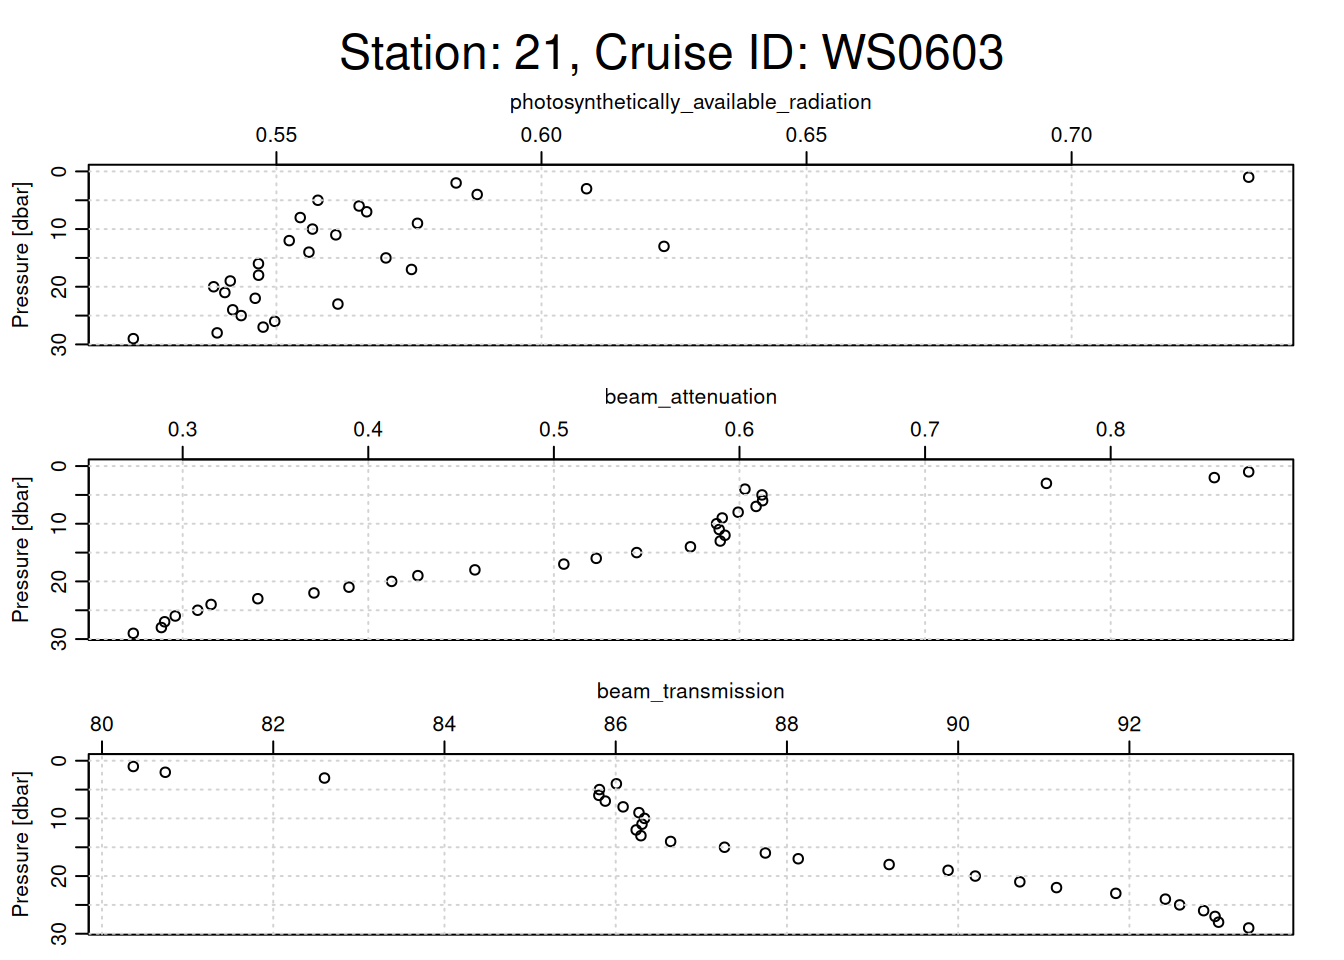 Station: 21, Cruise ID: WS0603
photosynthetically_available_radiation
0.55 0.60 0.65 0.70
Pressure [dbar]
0 10 20 30
beam_attenuation
0.3 0.4 0.5 0.6 0.7 0.8
Pressure [dbar]
0 10 20 30
beam_transmission
80 82 84 86 88 90 92
Pressure [dbar]
0 10 20 30